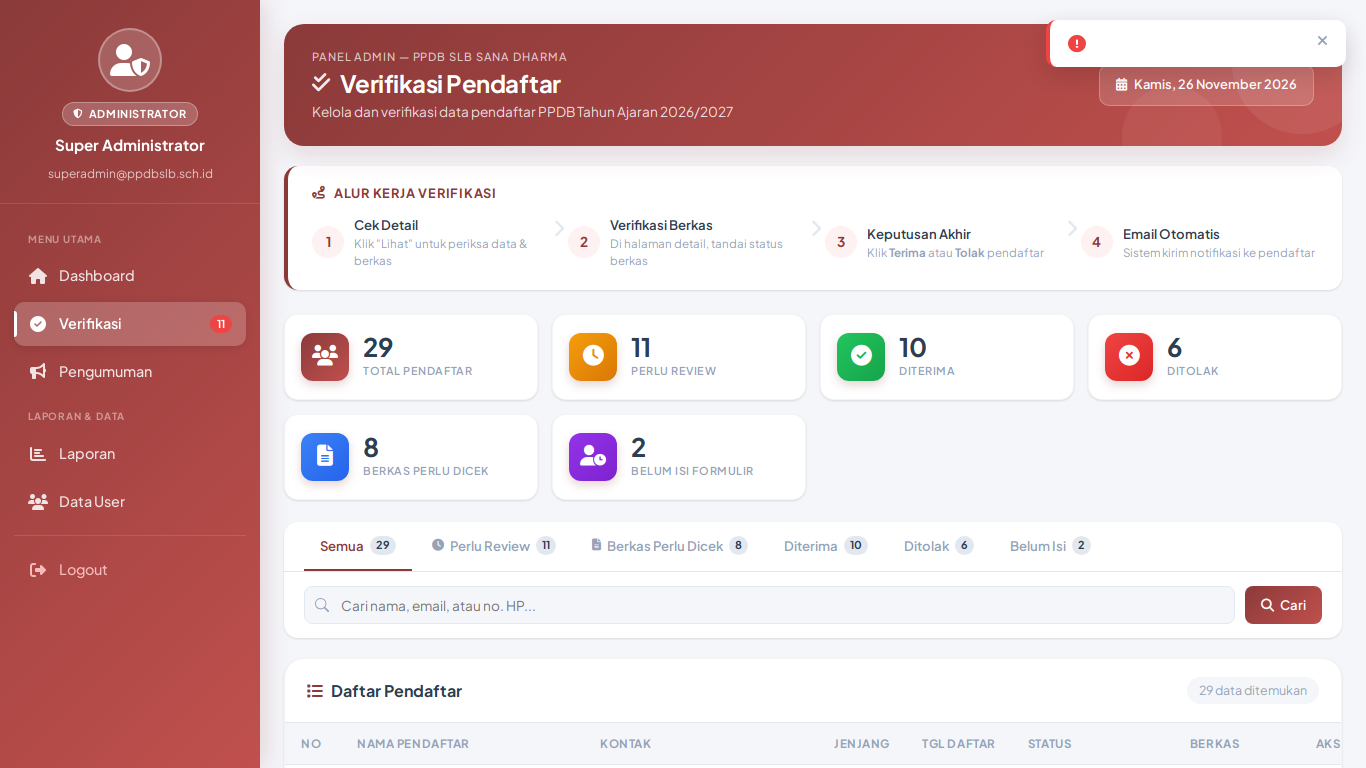 ADMINISTRATOR
Super Administrator
superadmin@ppdbslb.sch.id
MENU UTAMA
Dashboard
Verifikasi 11
Pengumuman
LAPORAN & DATA
Laporan
Data User
Logout
PANEL ADMIN — PPDB SLB SANA DHARMA
Verifikasi Pendaftar
Kelola dan verifikasi data pendaftar PPDB Tahun Ajaran 2026/2027
Kamis, 26 November 2026
ALUR KERJA VERIFIKASI
1
Cek Detail
Klik "Lihat" untuk periksa data &
berkas
2
Verifikasi Berkas
Di halaman detail, tandai status
berkas
3
Keputusan Akhir
Klik Terima atau Tolak pendaftar
4
Email Otomatis
Sistem kirim notifikasi ke pendaftar
29
TOTAL PENDAFTAR
11
PERLU REVIEW
10
DITERIMA
6
DITOLAK
8
BERKAS PERLU DICEK
2
BELUM ISI FORMULIR
Semua 29 Perlu Review 11 Berkas Perlu Dicek 8 Diterima 10 Ditolak 6 Belum Isi 2
Cari nama, email, atau no. HP...
Cari
Daftar Pendaftar
29 data ditemukan
NO NAMA PENDAFTAR KONTAK JENJANG TGL DAFTAR STATUS BERKAS AKS